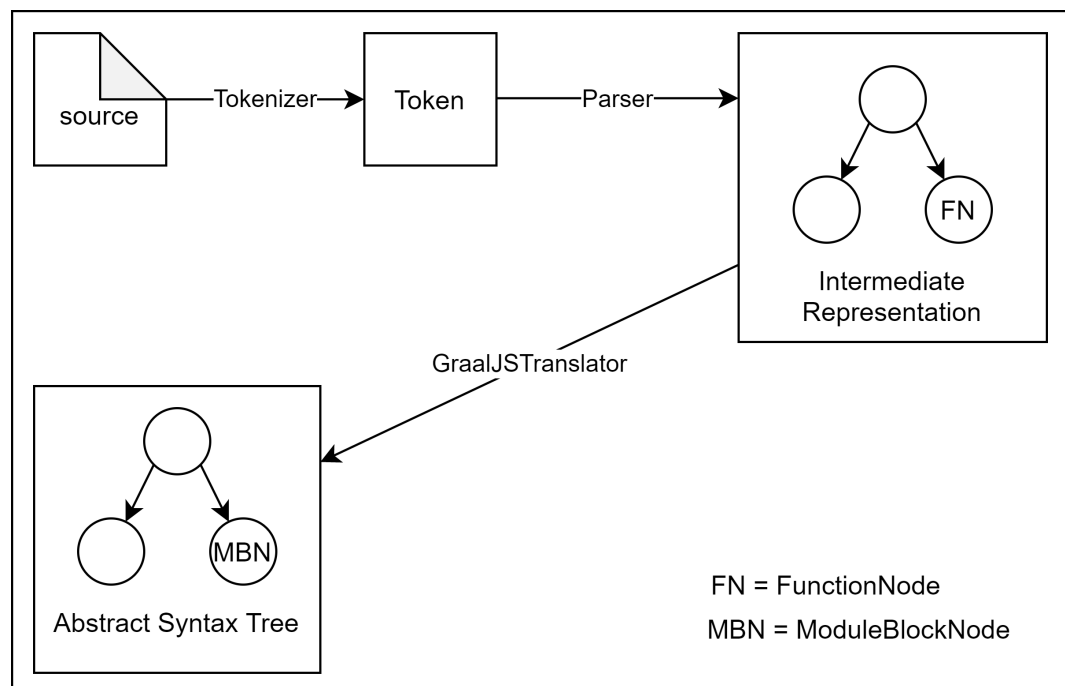 source
Tokenizer
Token
Parser
FN
Intermediate
Representation
GraalJSTranslator
MBN
Abstract Syntax Tree
FN = FunctionNode
MBN = ModuleBlockNode